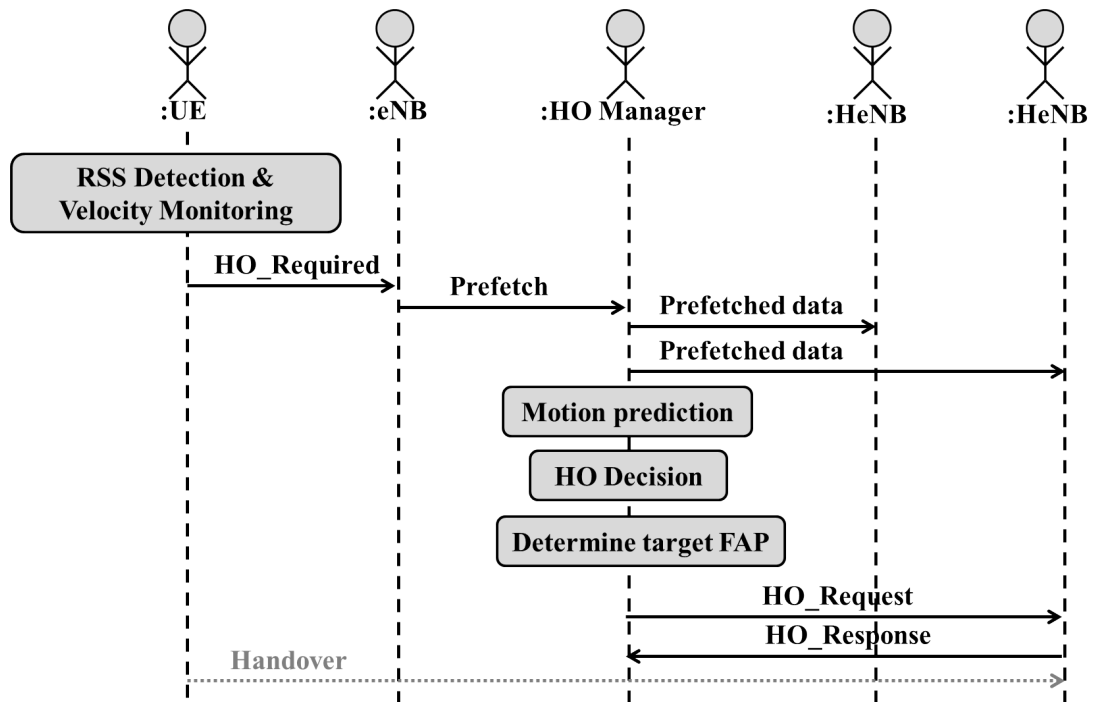 :UE
:eNB
:HO Manager
:HeNB
:HeNB
RSS Detection &
Velocity Monitoring
HO_Required
Prefetch
Prefetched data
Prefetched data
Motion prediction
HO Decision
Determine target FAP
HO_Request
HO_Response
Handover